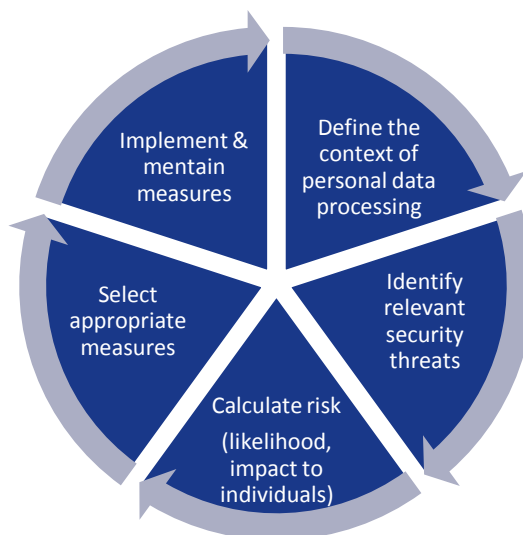 Define the
context of
personal data
processing
Identify
relevant
security
threats
Calculate risk
(likelihood,
impact to
individuals)
Select
appropriate
measures
Implement &
mentain
measures